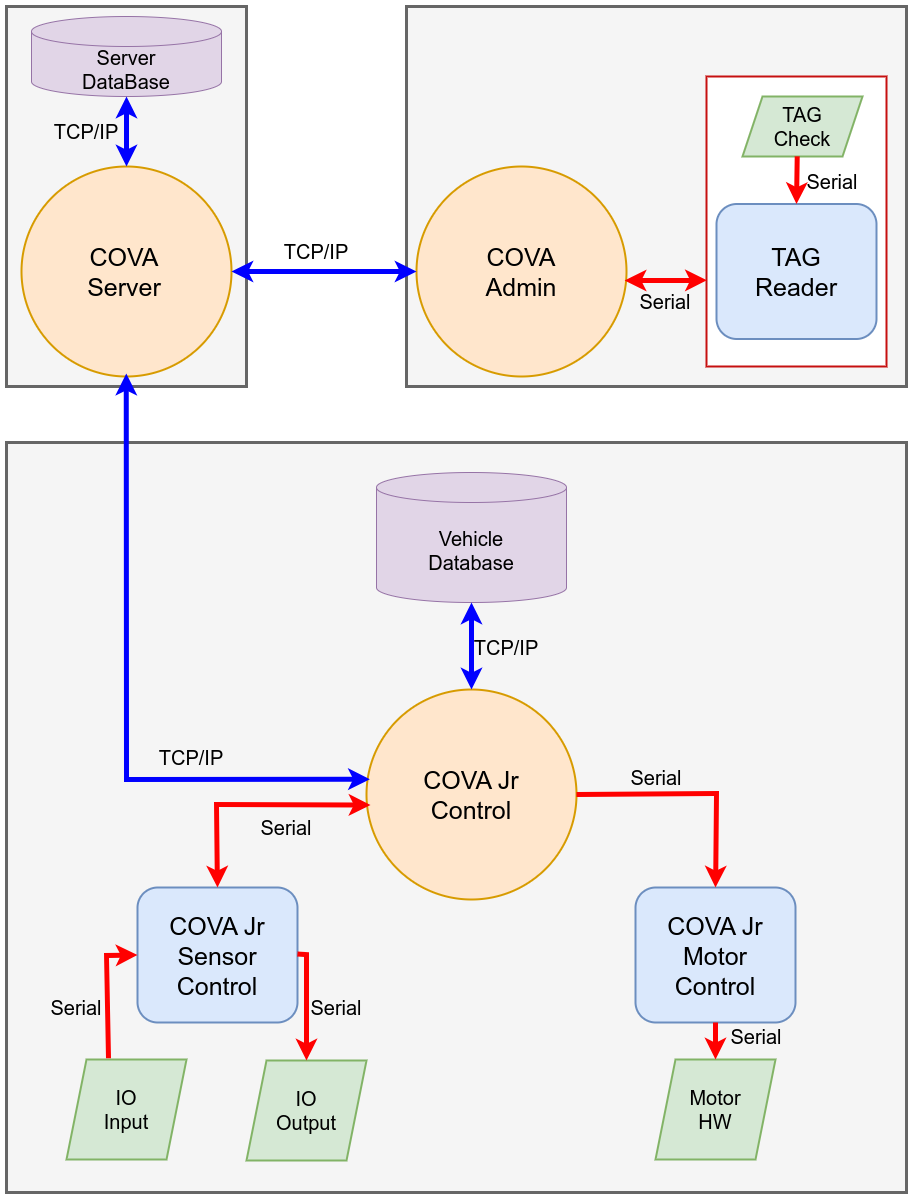 Server
DataBase
TCP/IP
COVA
Server
TCP/IP
COVA
Admin
Serial
TAG
Check
Serial
TAG
Reader
Vehicle
Database
TCP/IP
TCP/IP
COVA Jr
Control
Serial
Serial
COVA Jr
Sensor
Control
COVA Jr
Motor
Control
Serial
Serial
Serial
IO
Input
IO
Output
Motor
HW